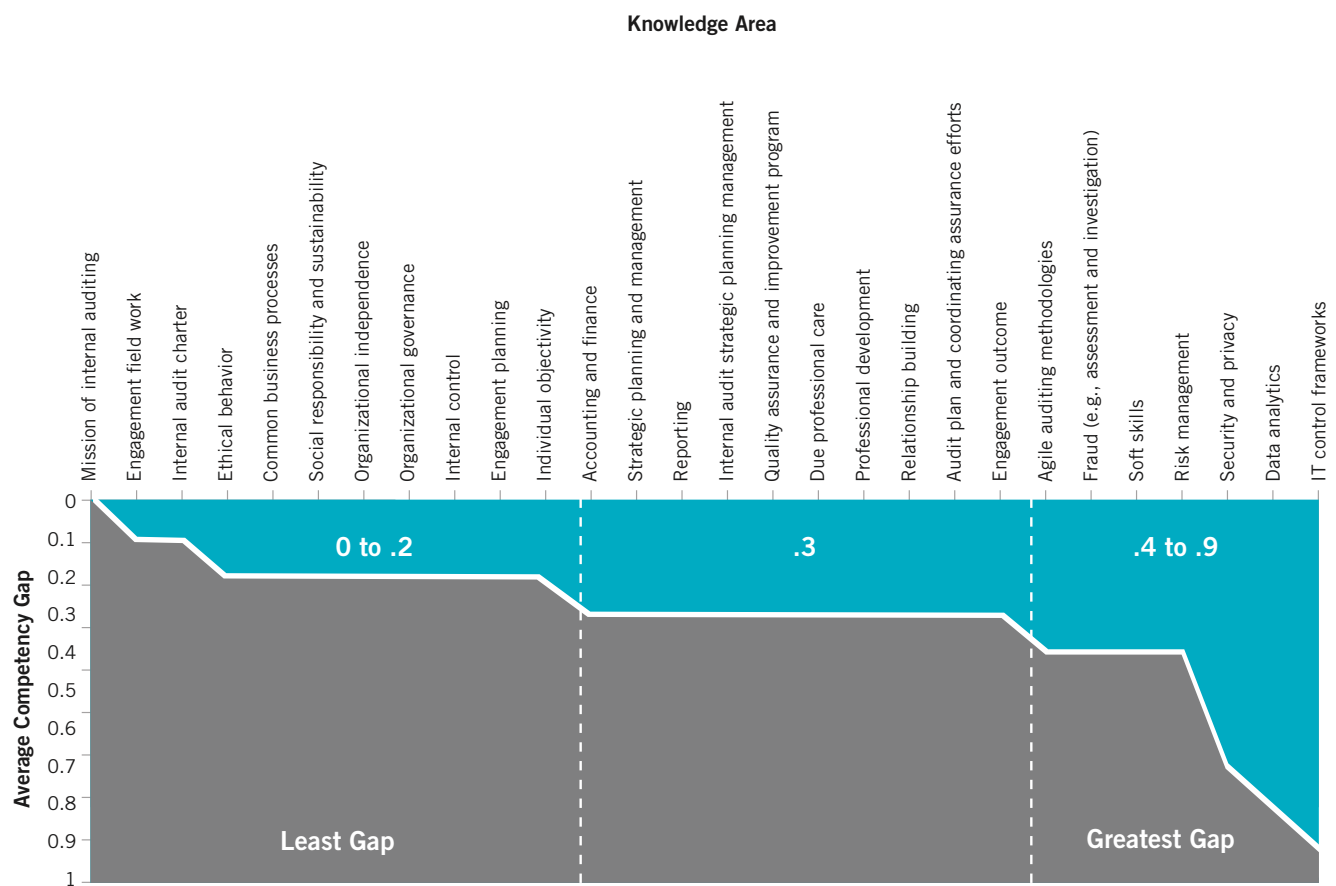 Knowledge Area
Mission of internal auditing
Engagement field work
Internal audit charter
Ethical behavior
Common business processes
Social responsibility and sustainability
Organizational independence
Organizational governance
Internal control
Engagement planning
Individual objectivity
Accounting and finance
Strategic planning and management
Reporting
Internal audit strategic planning management
Quality assurance and improvement program
Due professional care
Professional development
Relationship building
Audit plan and coordinating assurance efforts
Engagement outcome
Agile auditing methodologies
Fraud (e.g., assessment and investigation)
Soft skills
Risk management
Security and privacy
Data analytics
IT control frameworks
Average Competency Gap
0
0.1
0.2
0.3
0.4
0.5
0.6
0.7
0.8
0.9
1
0 to .2
.3
.4 to .9
Least Gap
Greatest Gap